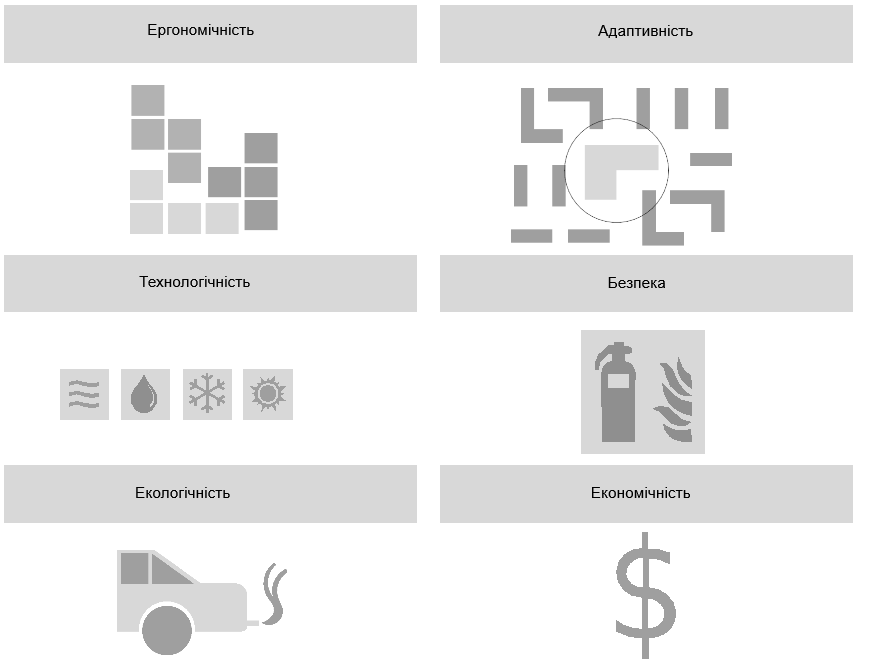 Ергономічність
Адаптивність
Технологічність
Безпека
Екологічність
Економічність